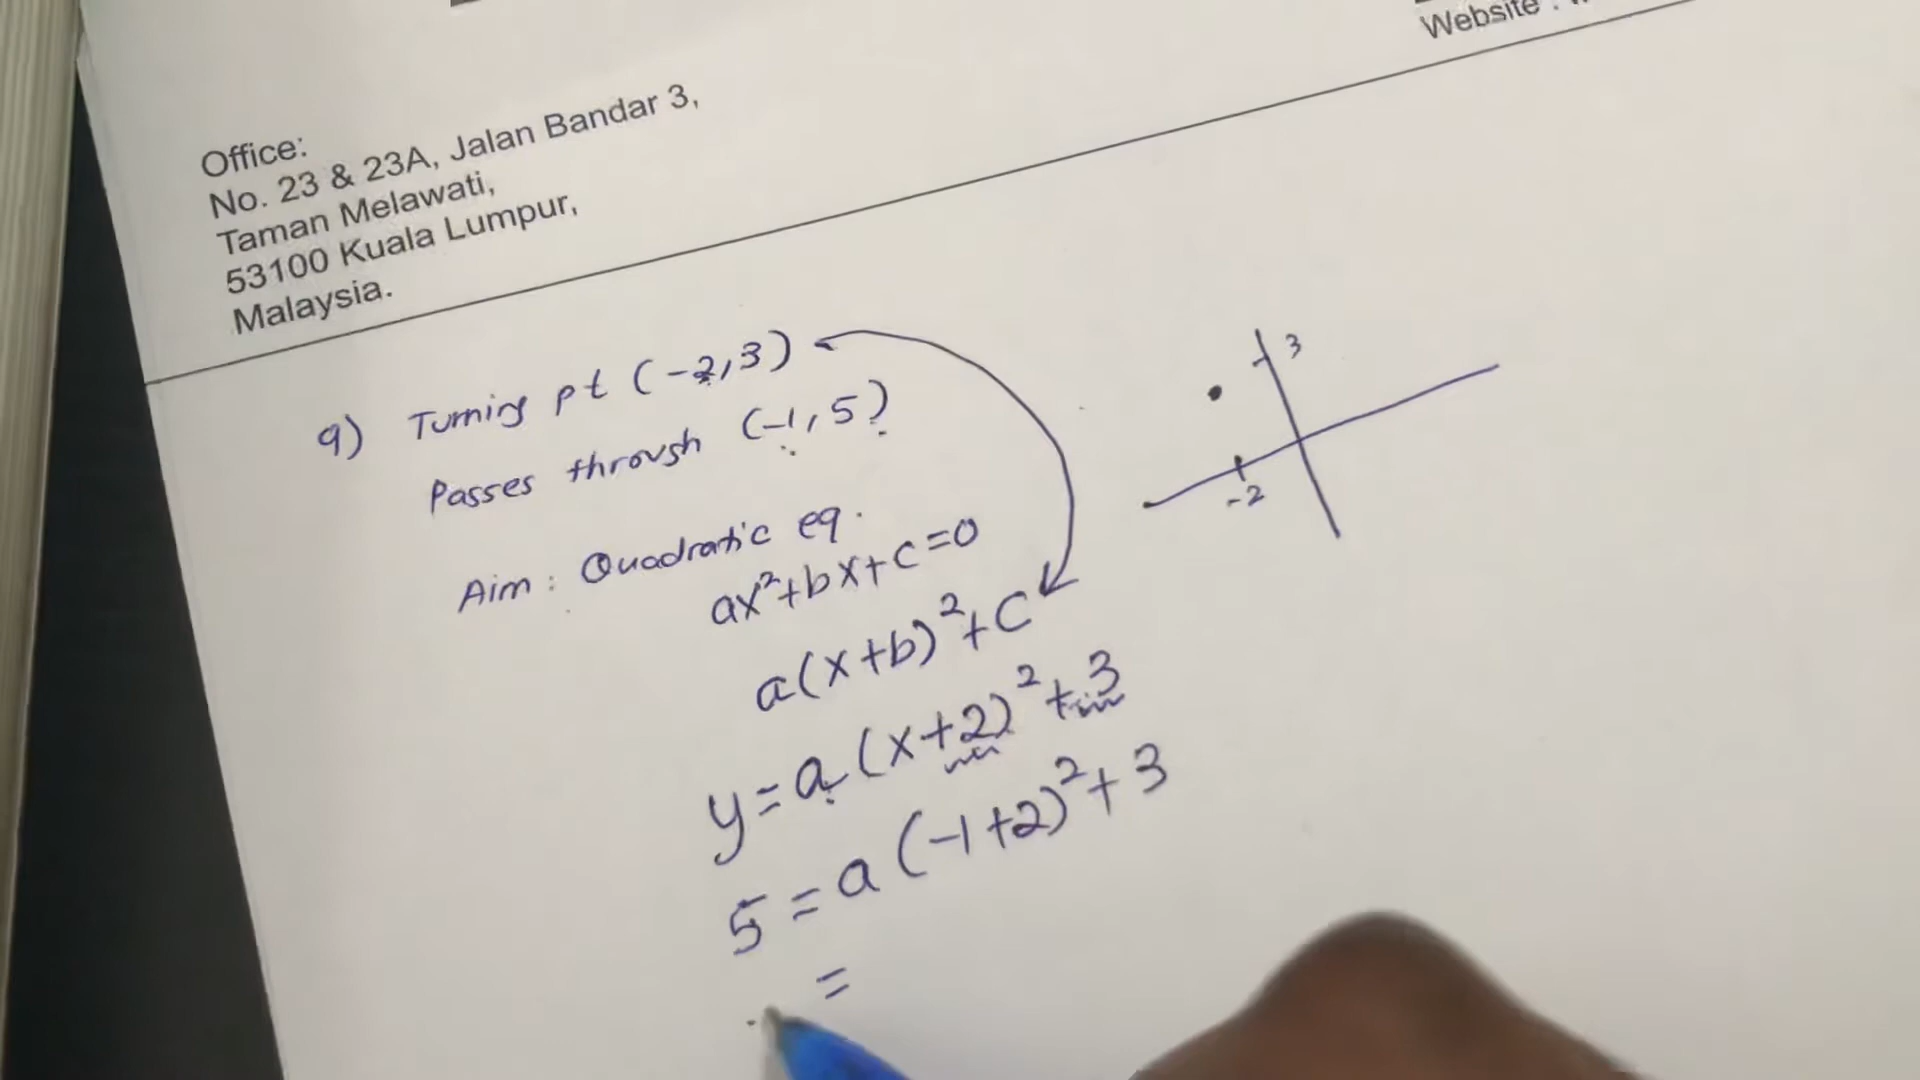 Website :
Office:
No. 23 & 23A, Jalan Bandar 3,
Taman Melawati,
53100 Kuala Lumpur,
Malaysia.
9) Turning pt (-2,3)
Passes through (-1,5)
Aim: Quadratic eq.
ax²+bx+c=0
a(x+b)²+c
y=a(x+2)²+3
5=a(-1+2)²+3
=
3
-2